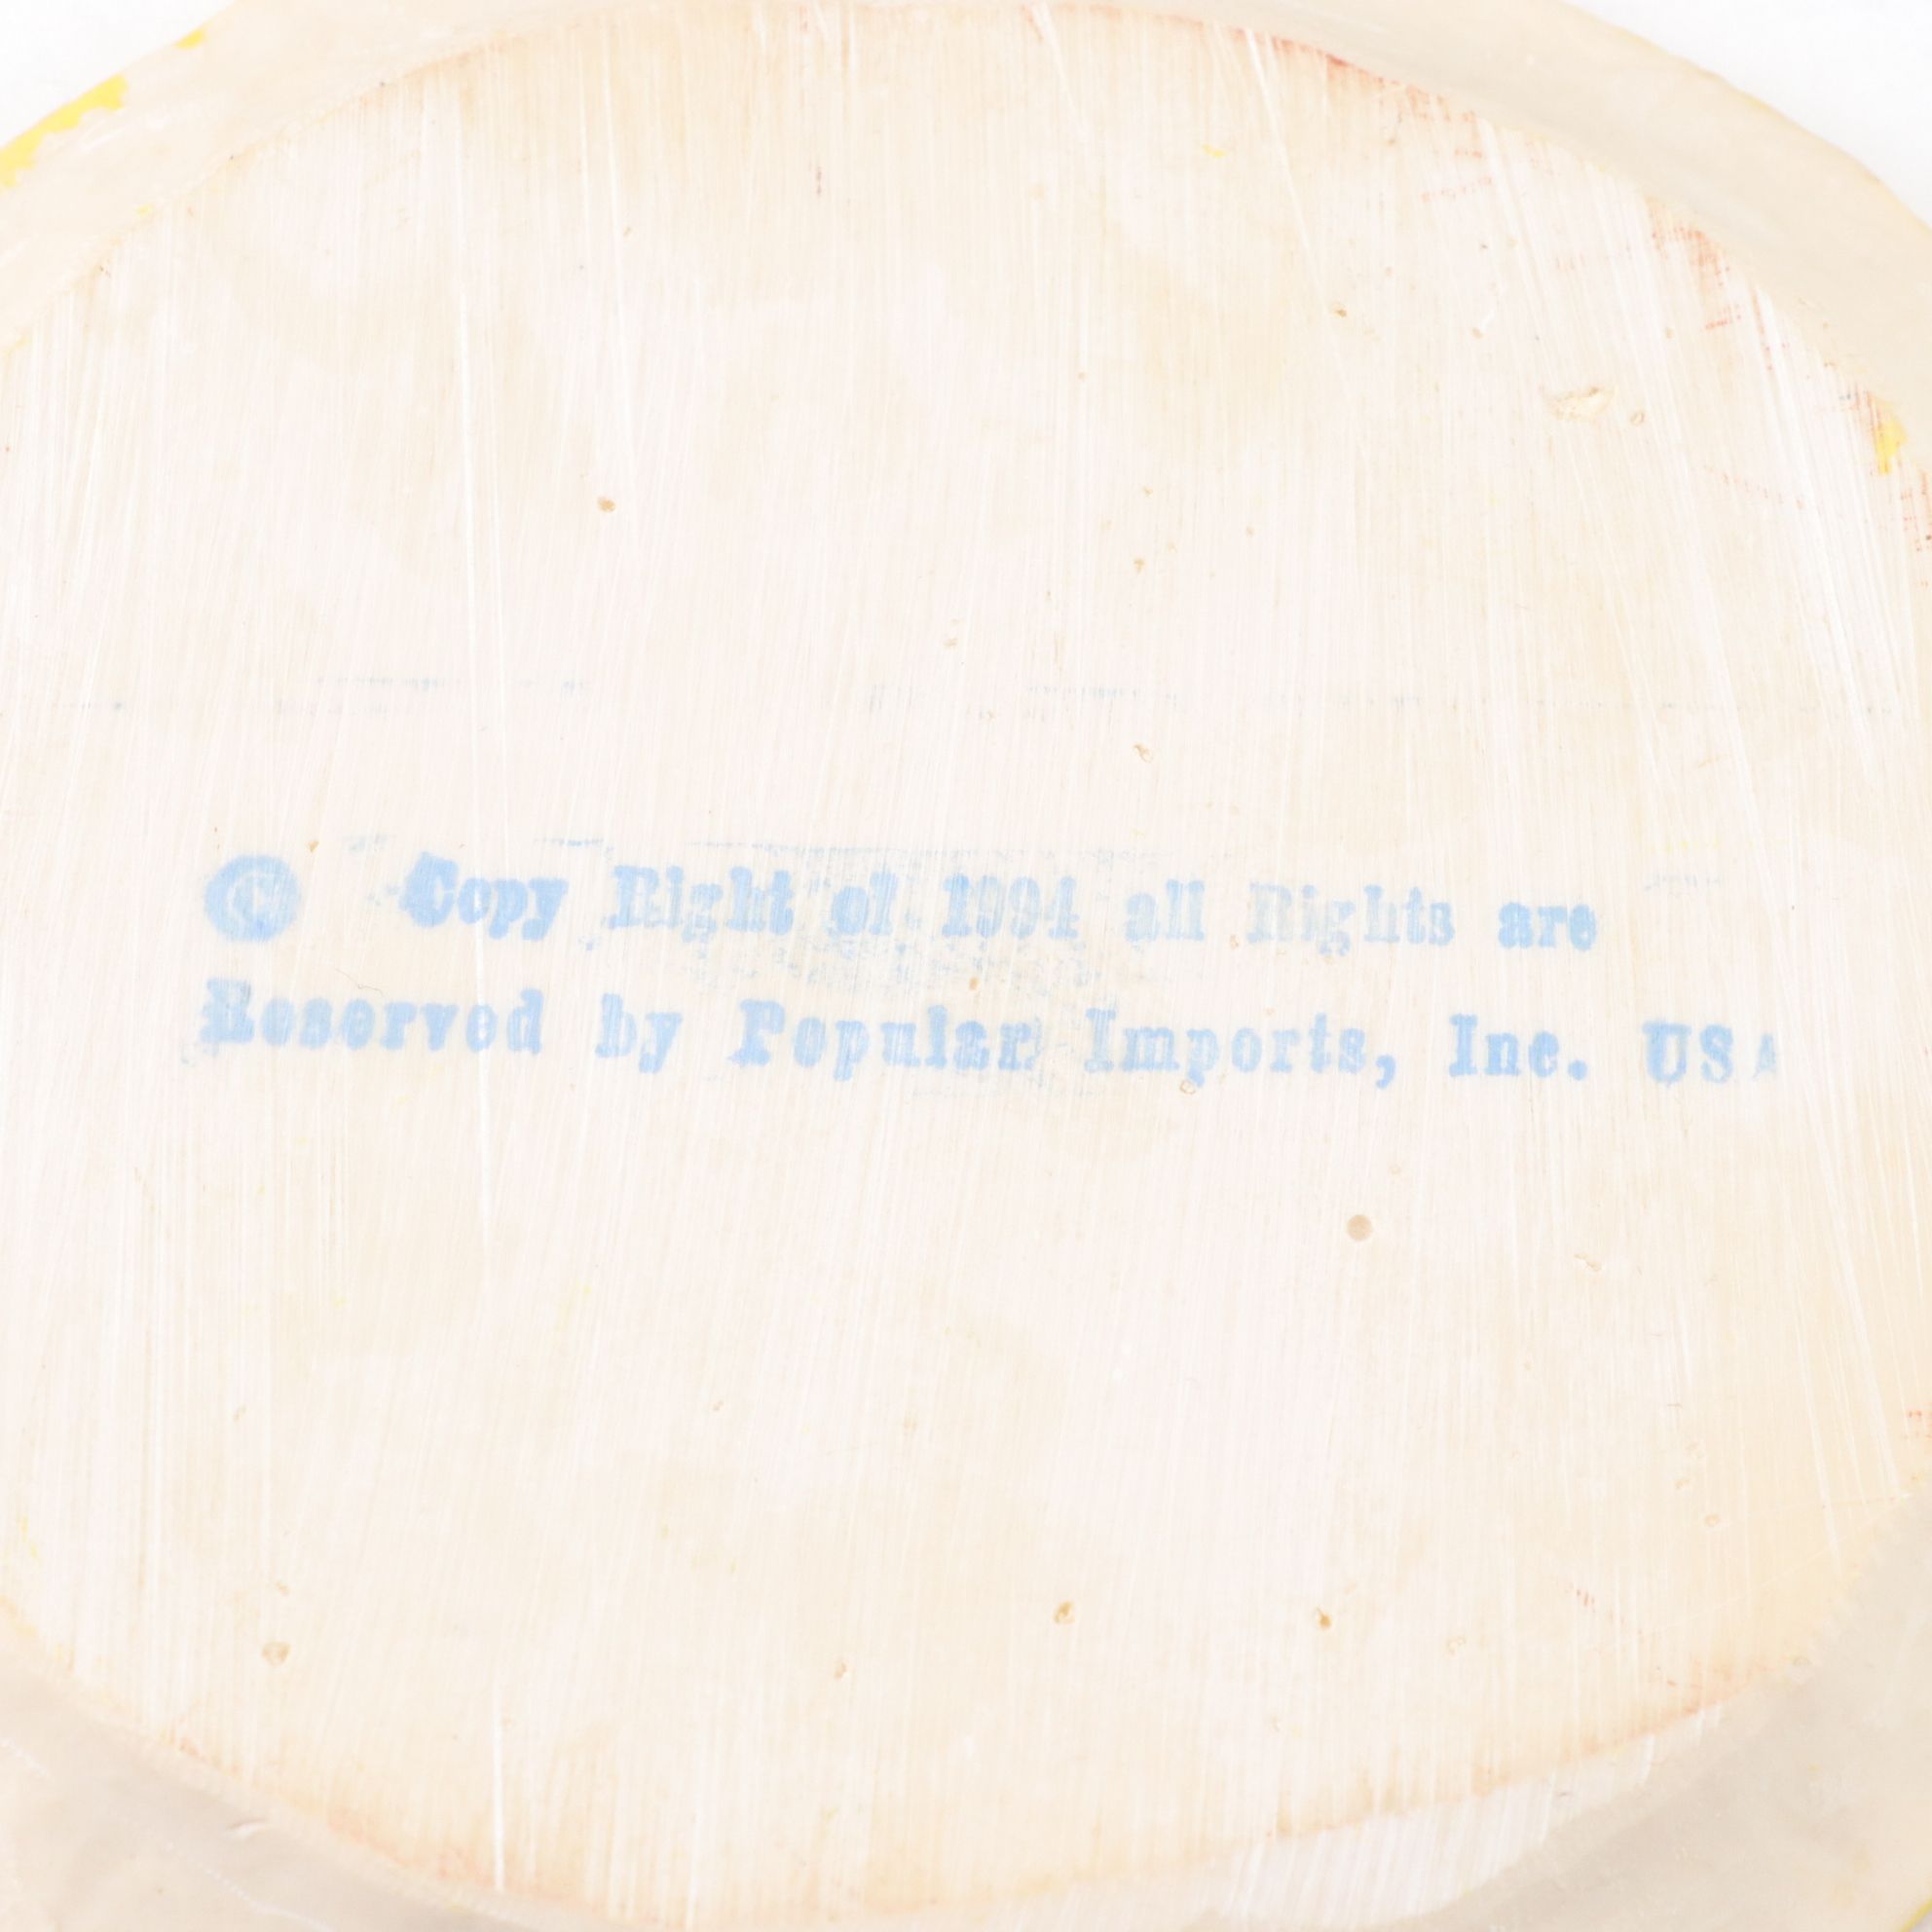 © Copy Right of 1994 all Rights are
Reserved by Popular Imports, Inc. USA